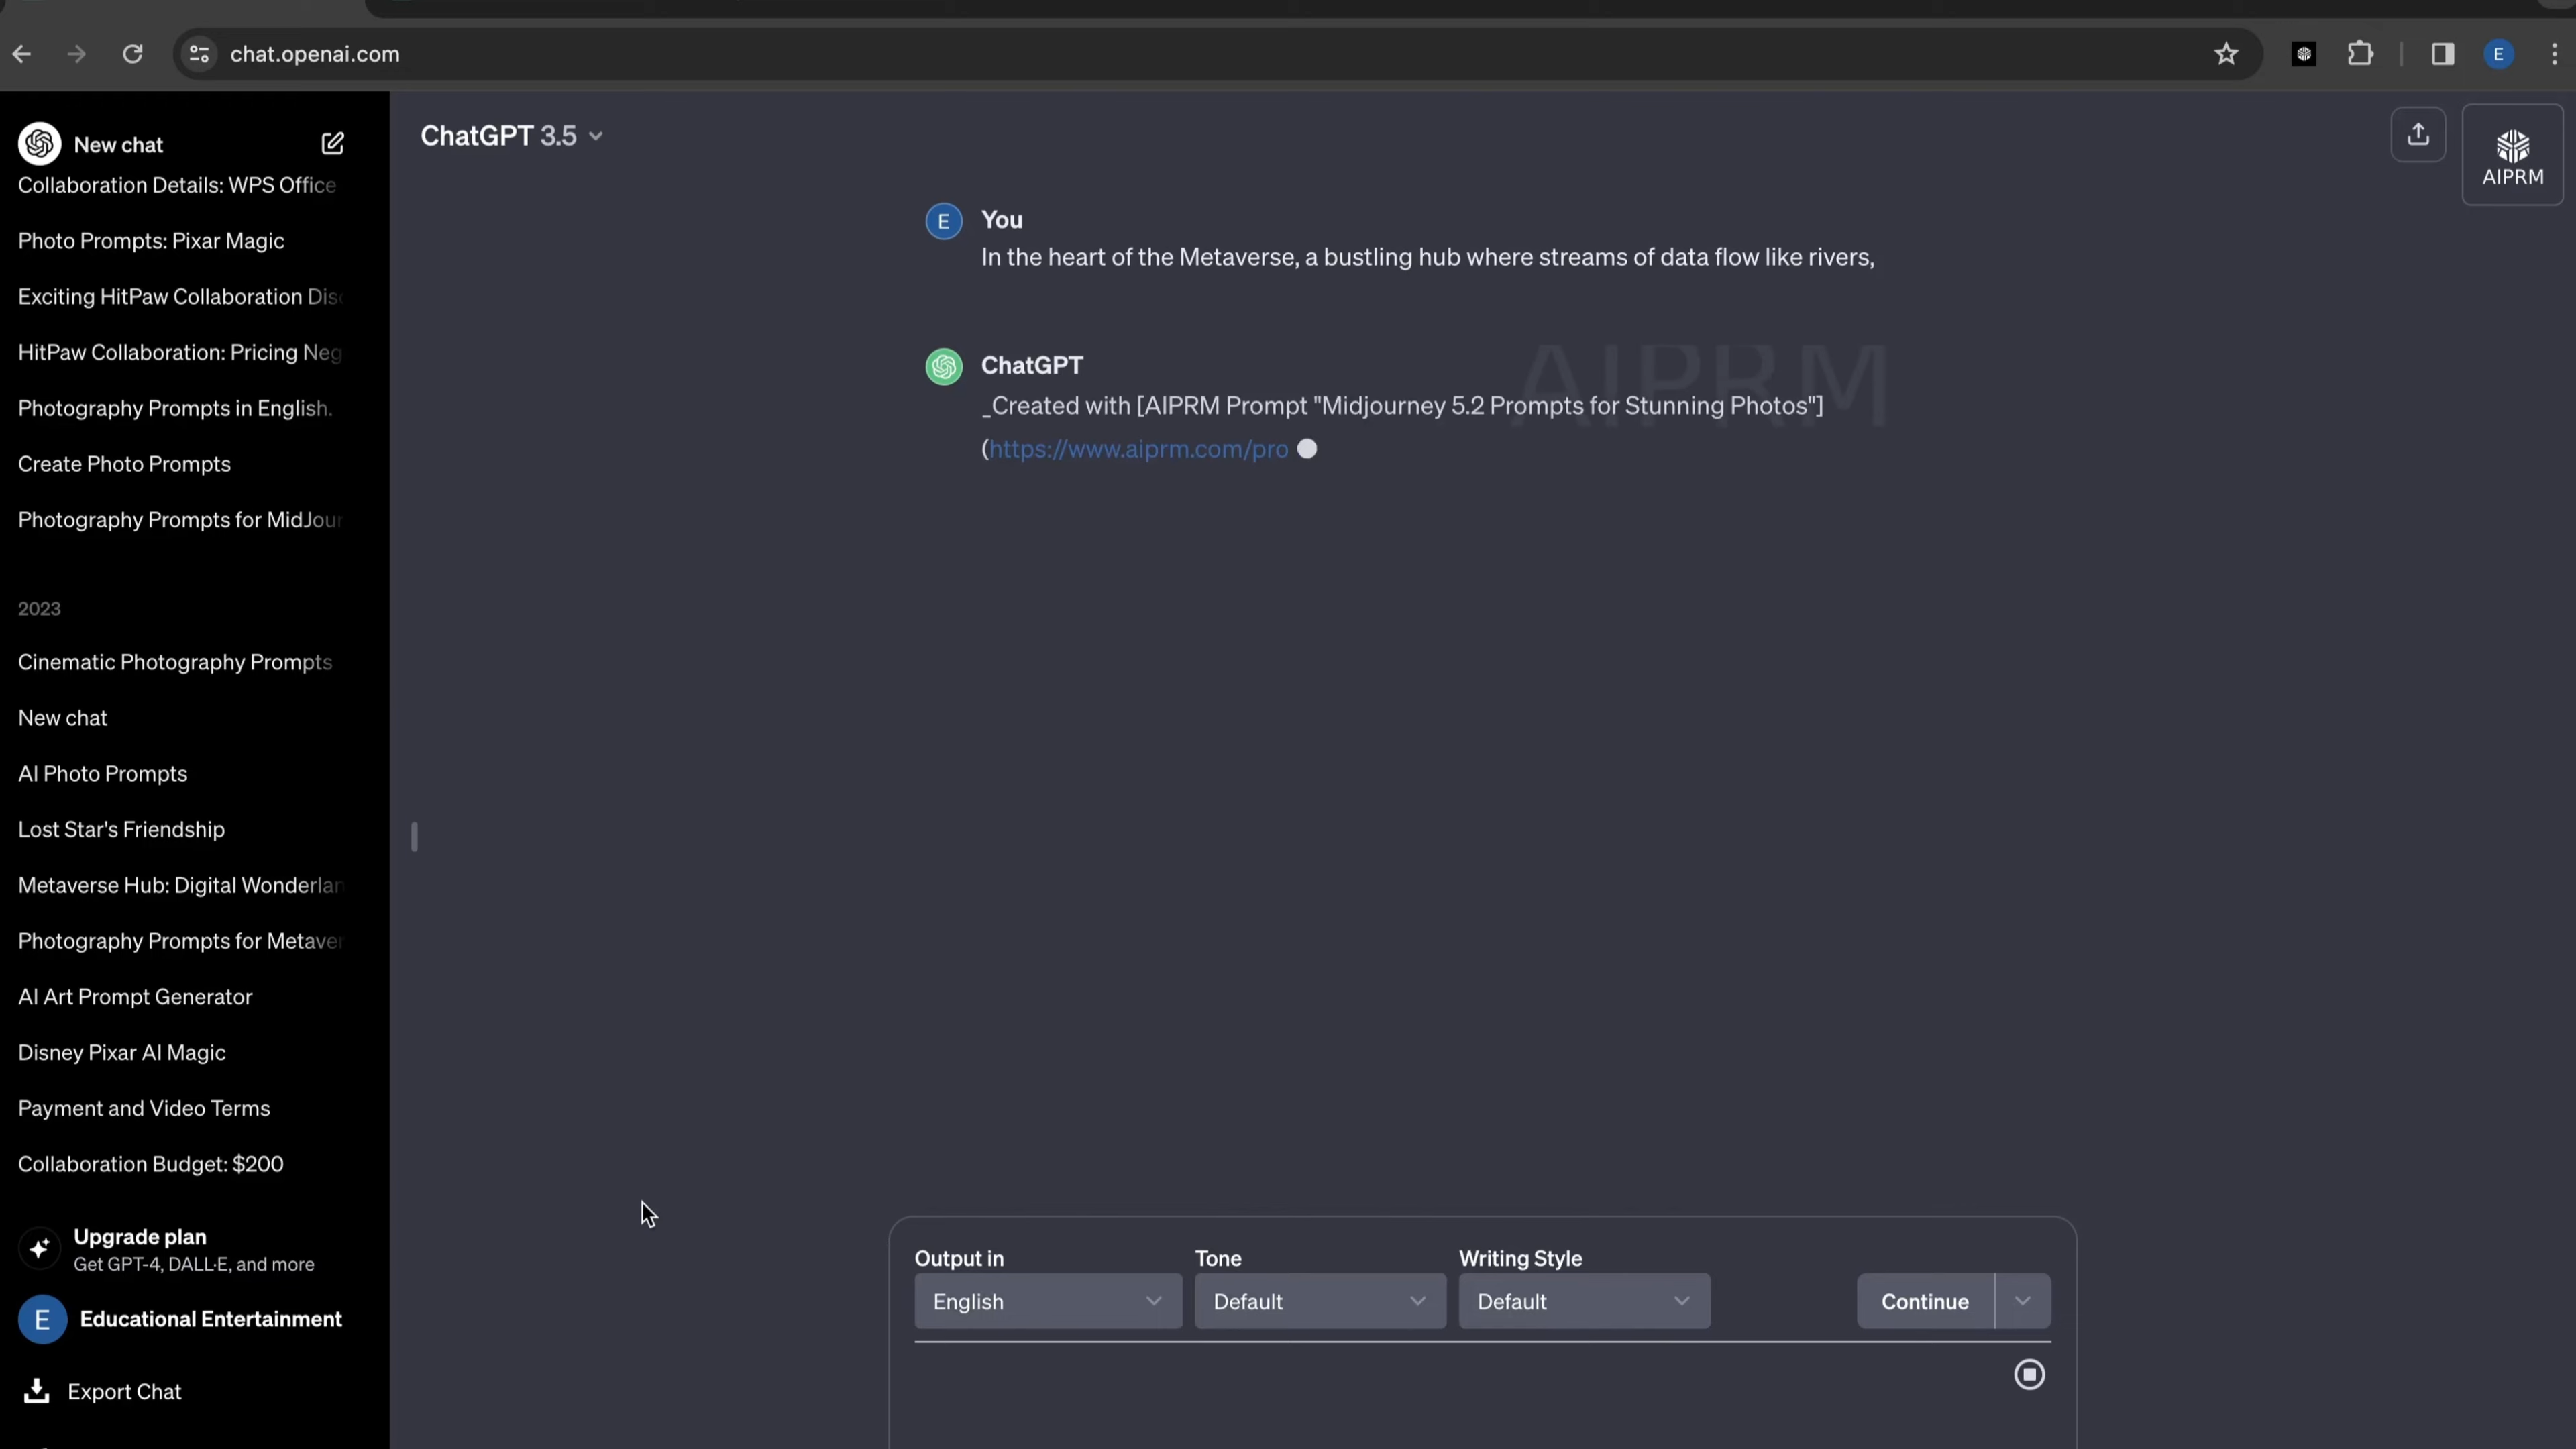 chat.openai.com
E
New chat
Collaboration Details: WPS Office
Photo Prompts: Pixar Magic
Exciting HitPaw Collaboration Disc
HitPaw Collaboration: Pricing Neg
Photography Prompts in English.
Create Photo Prompts
Photography Prompts for MidJour
2023
Cinematic Photography Prompts
New chat
AI Photo Prompts
Lost Star's Friendship
Metaverse Hub: Digital Wonderlan
Photography Prompts for Metaver
AI Art Prompt Generator
Disney Pixar AI Magic
Payment and Video Terms
Collaboration Budget: $200
Upgrade plan
Get GPT-4, DALL·E, and more
E
Educational Entertainment
Export Chat
ChatGPT 3.5
AIPRM
E
You
In the heart of the Metaverse, a bustling hub where streams of data flow like rivers,
AIPRM
ChatGPT
_Created with [AIPRM Prompt "Midjourney 5.2 Prompts for Stunning Photos"]
(https://www.aiprm.com/pro
Output in
Tone
Writing Style
English
Default
Default
Continue